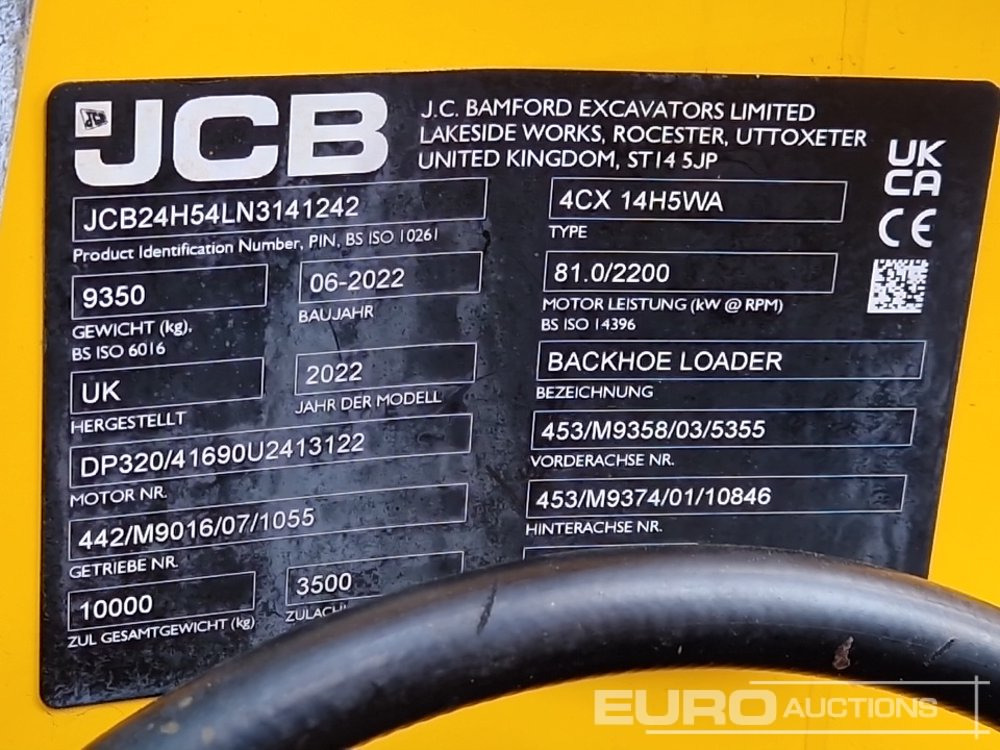 JCB
J.C. BAMFORD EXCAVATORS LIMITED
LAKESIDE WORKS, ROCESTER, UTTOXETER
UNITED KINGDOM, ST14 5JP
UK
CA
CE
JCB24H54LN3141242
Product Identification Number, PIN, BS ISO 10261
4CX 14H5WA
TYPE
9350
GEWICHT (kg),
BS ISO 6016
06-2022
BAUJAHR
81.0/2200
MOTOR LEISTUNG (kW @ RPM)
BS ISO 14396
UK
HERGESTELLT
2022
JAHR DER MODELL
BACKHOE LOADER
BEZEICHNUNG
DP320/41690U2413122
MOTOR NR.
453/M9358/03/5355
VORDERACHSE NR.
442/M9016/07/1055
GETRIEBE NR.
453/M9374/01/10846
HINTERACHSE NR.
10000
ZUL GESAMTGEWICHT (kg)
3500
EURO AUCTIONS